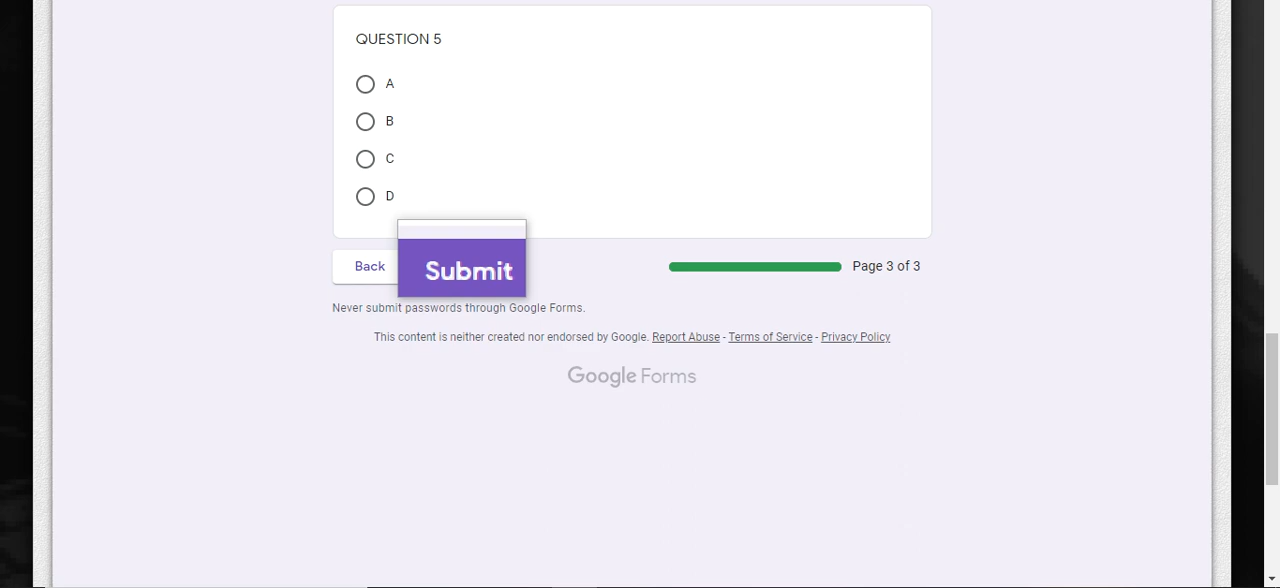 QUESTION 5
A
B
C
D
Back Submit Page 3 of 3
Never submit passwords through Google Forms.
This content is neither created nor endorsed by Google. Report Abuse - Terms of Service - Privacy Policy
Google Forms